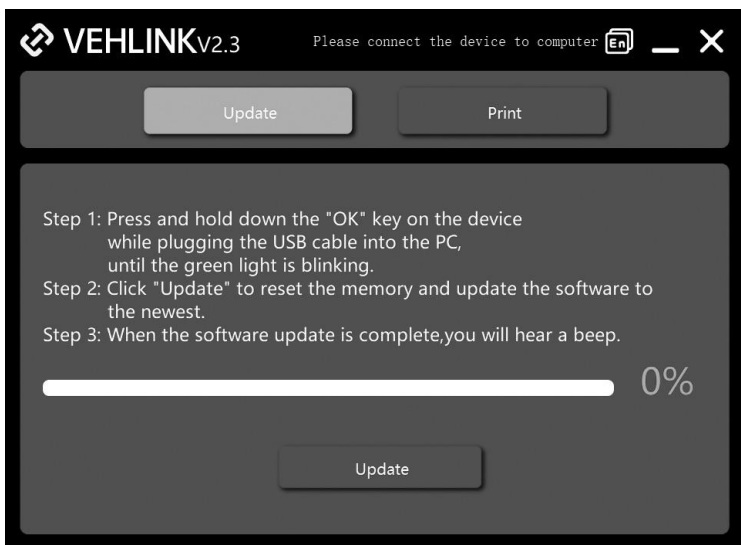 VEHLINKV2.3
Please connect the device to computer
En
Update
Print
Step 1: Press and hold down the "OK" key on the device
while plugging the USB cable into the PC,
until the green light is blinking.
Step 2: Click "Update" to reset the memory and update the software to
the newest.
Step 3: When the software update is complete,you will hear a beep.
0%
Update